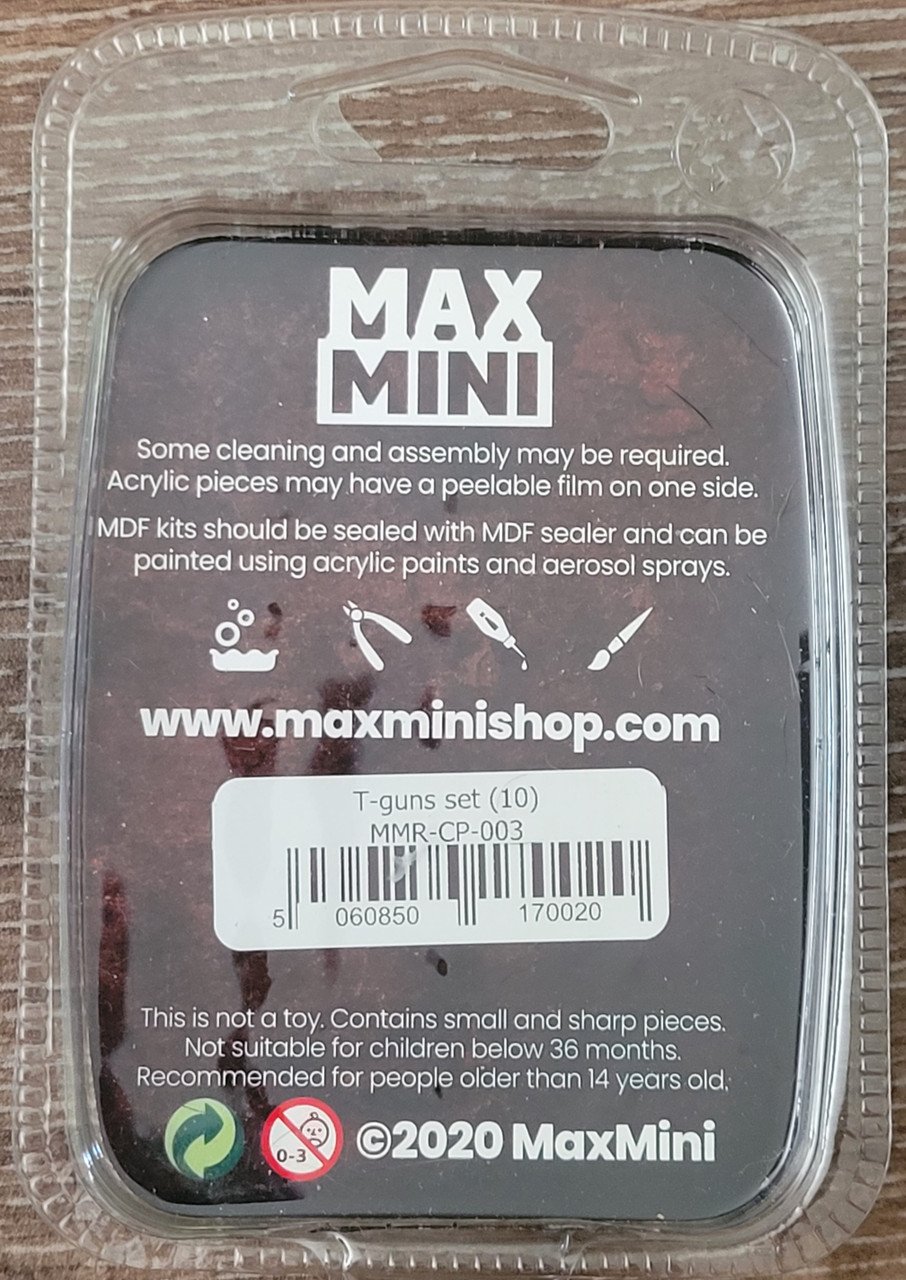 MAX
MINI
Some cleaning and assembly may be required.
Acrylic pieces may have a peelable film on one side.
MDF kits should be sealed with MDF sealer and can be
painted using acrylic paints and aerosol sprays.
www.maxminishop.com
T-guns set (10)
MMR-CP-003
5 060850 170020
This is not a toy. Contains small and sharp pieces.
Not suitable for children below 36 months.
Recommended for people older than 14 years old.
0-3
©2020 MaxMini